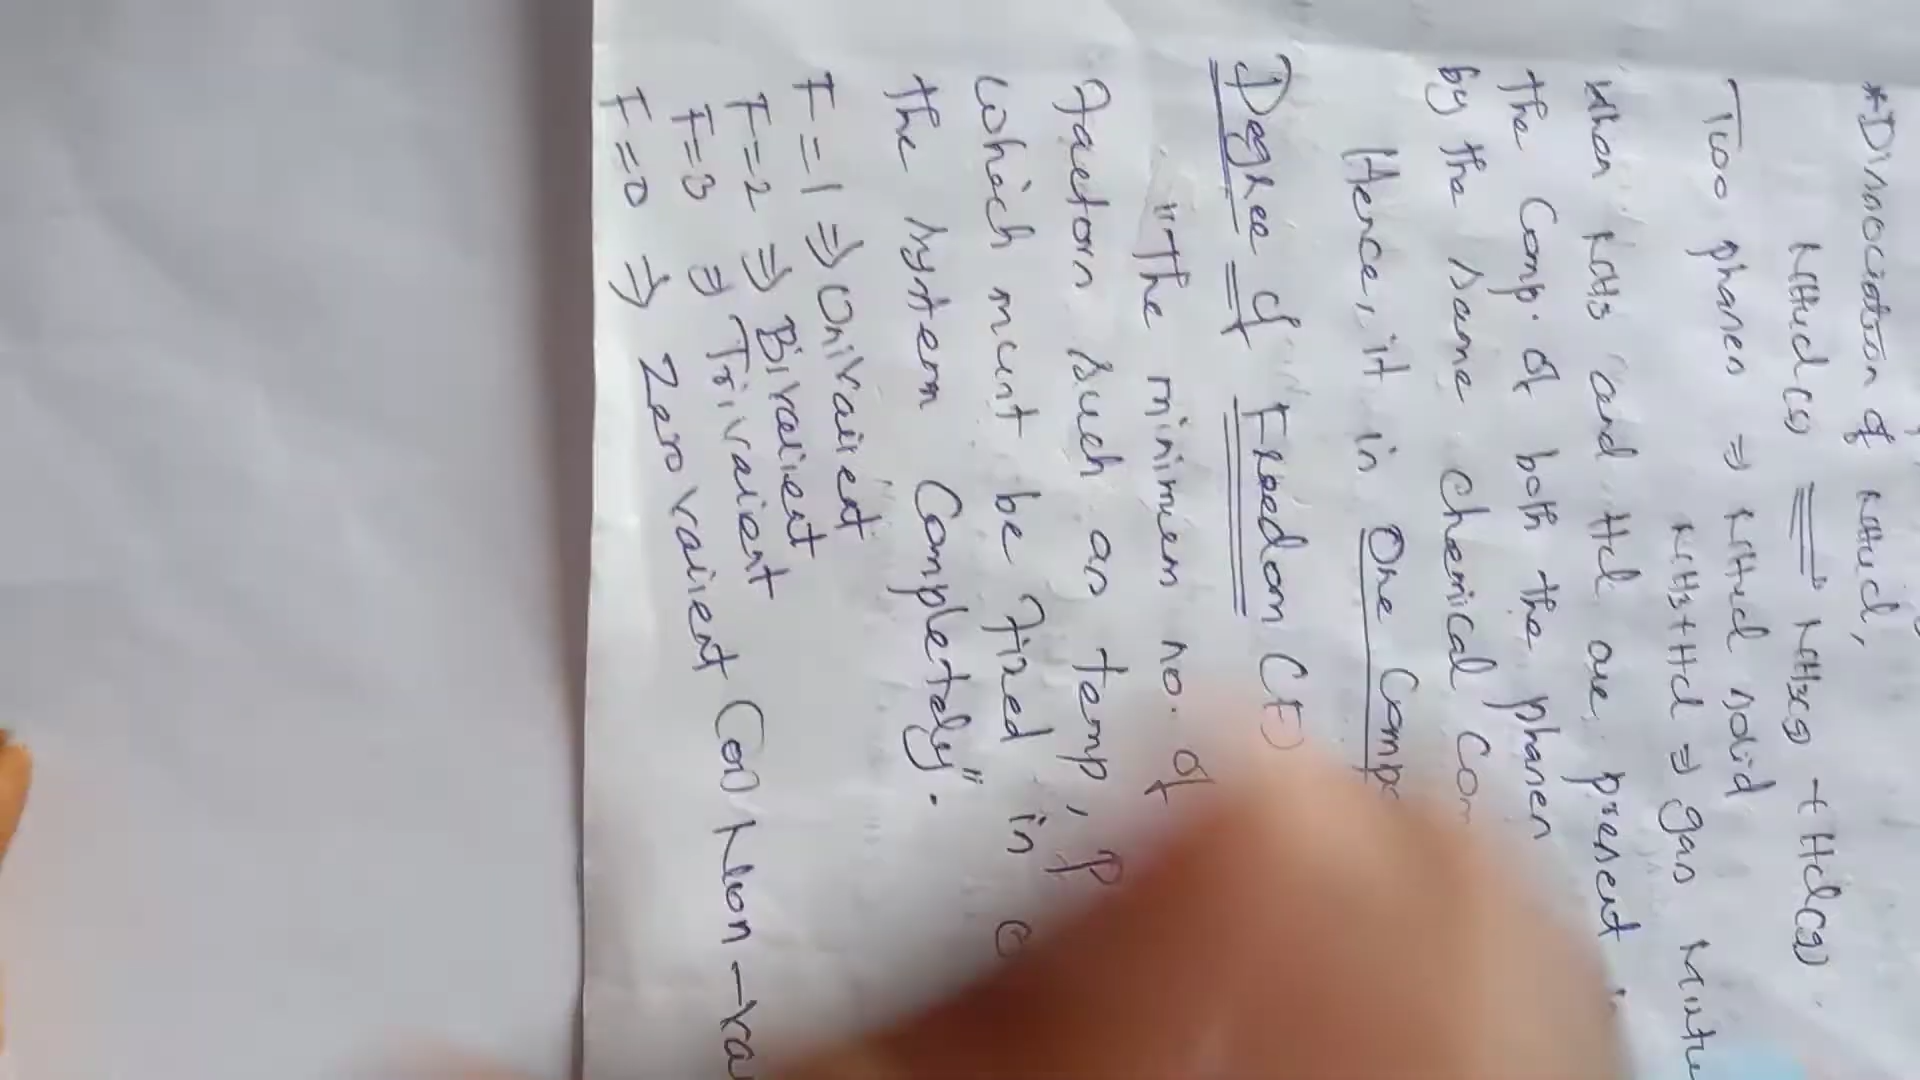 *Dissociation of NH4Cl,
NH4Cl(s) ⇌ NH3(g) + HCl(g)
Two phases ⇒ NH4Cl solid
NH3+HCl ⇒ gas Mixtu
When NH3 and HCl are present
the Comp. of both the phases
by the same chemical Com
Hence, it is One Comp
Degree of Freedom (F)
"The minimum no. of
Factors such as temp, P
which must be Fixed in
the system Completely".
F=1 ⇒ Univarient
F=2 ⇒ Bivarient
F=3 ⇒ Trivarient
F=0 ⇒ Zero varient (or) Non-va